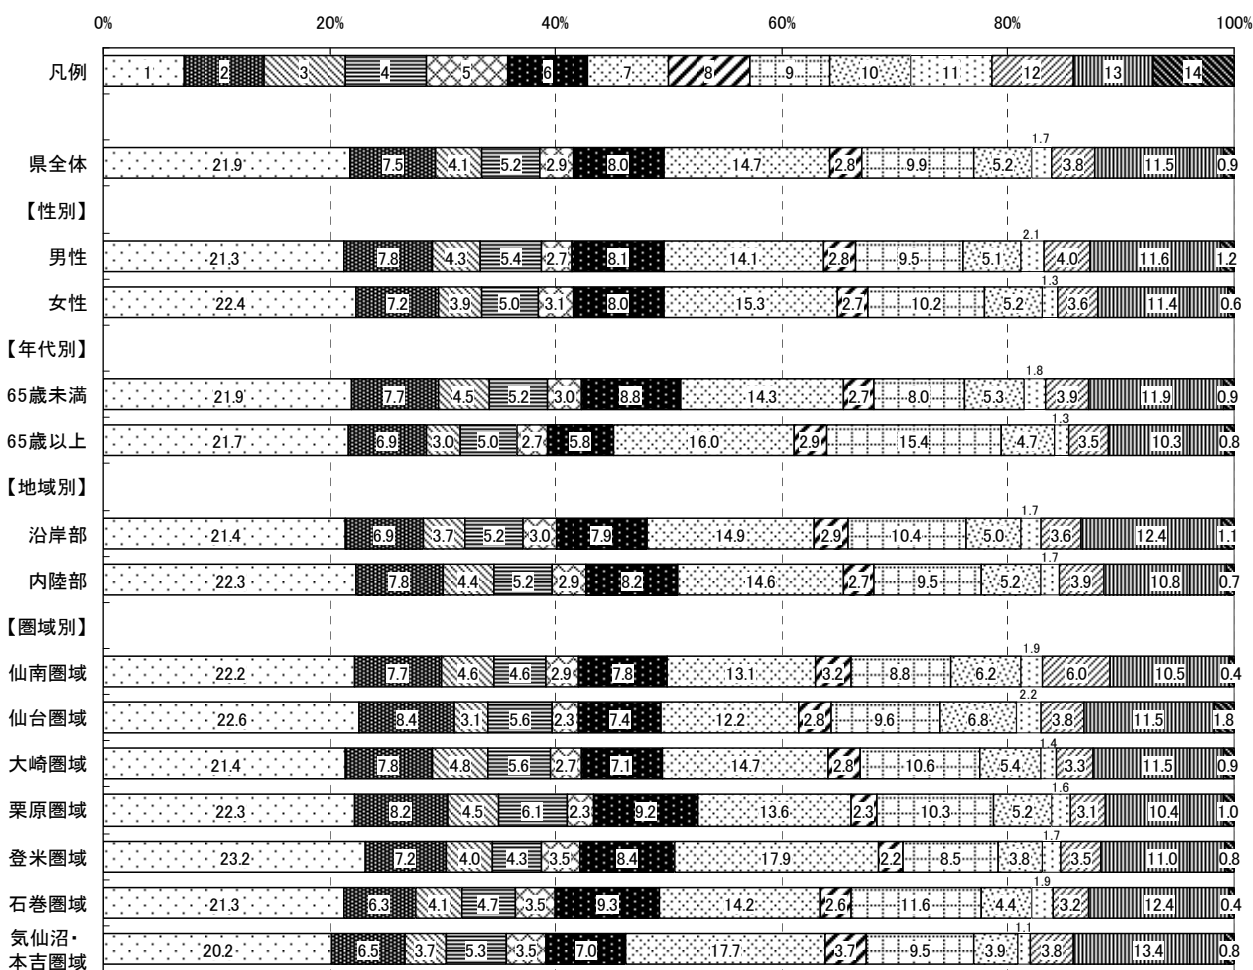 0% 20% 40% 60% 80% 100%
凡例 1 2 3 4 5 6 7 8 9 10 11 12 13 14
1.7
県全体 21.9 7.5 4.1 5.2 2.9 8.0 14.7 2.8 9.9 5.2 3.8 11.5 0.9
【性別】
2.1
男性 21.3 7.8 4.3 5.4 2.7 8.1 14.1 2.8 9.5 5.1 4.0 11.6 1.2
1.3
女性 22.4 7.2 3.9 5.0 3.1 8.0 15.3 2.7 10.2 5.2 3.6 11.4 0.6
【年代別】
1.8
65歳未満 21.9 7.7 4.5 5.2 3.0 8.8 14.3 2.7 8.0 5.3 3.9 11.9 0.9
1.3
65歳以上 21.7 6.9 3.0 5.0 2.7 5.8 16.0 2.9 15.4 4.7 3.5 10.3 0.8
【地域別】
1.7
沿岸部 21.4 6.9 3.7 5.2 3.0 7.9 14.9 2.9 10.4 5.0 3.6 12.4 1.1
1.7
内陸部 22.3 7.8 4.4 5.2 2.9 8.2 14.6 2.7 9.5 5.2 3.9 10.8 0.7
【圏域別】
1.9
仙南圏域 22.2 7.7 4.6 4.6 2.9 7.8 13.1 3.2 8.8 6.2 6.0 10.5 0.4
2.2
仙台圏域 22.6 8.4 3.1 5.6 2.3 7.4 12.2 2.8 9.6 6.8 3.8 11.5 1.8
1.4
大崎圏域 21.4 7.8 4.8 5.6 2.7 7.1 14.7 2.8 10.6 5.4 3.3 11.5 0.9
1.6
栗原圏域 22.3 8.2 4.5 6.1 2.3 9.2 13.6 2.3 10.3 5.2 3.1 10.4 1.0
1.7
登米圏域 23.2 7.2 4.0 4.3 3.5 8.4 17.9 2.2 8.5 3.8 3.5 11.0 0.8
1.9
石巻圏域 21.3 6.3 4.1 4.7 3.5 9.3 14.2 2.6 11.6 4.4 3.2 12.4 0.4
1.1
気仙沼・
本吉圏域 20.2 6.5 3.7 5.3 3.5 7.0 17.7 3.7 9.5 3.9 3.8 13.4 0.8